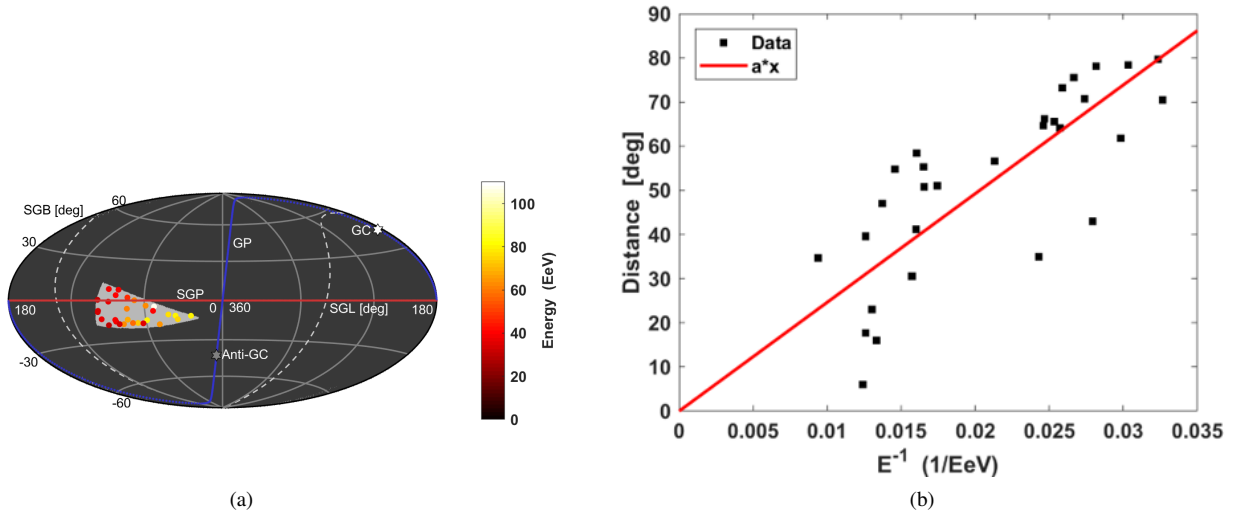 SGB [deg]
60
30
180
-30
-60
GP
GC
SGP
0
360
SGL [deg]
180
Anti-GC
100
80
60
40
20
0
Energy (EeV)
(a)
90
80
70
60
50
40
30
20
10
0
Distance [deg]
Data
a*x
0 0.005 0.01 0.015 0.02 0.025 0.03 0.035
E⁻¹ (1/EeV)
(b)